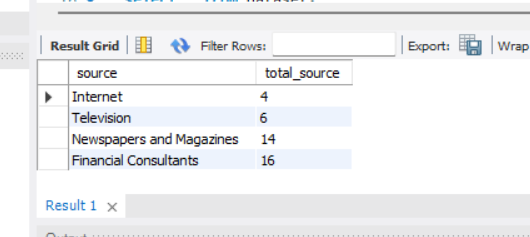 Result Grid Filter Rows: Export: Wrap
source total_source
Internet 4
Television 6
Newspapers and Magazines 14
Financial Consultants 16
Result 1 ×